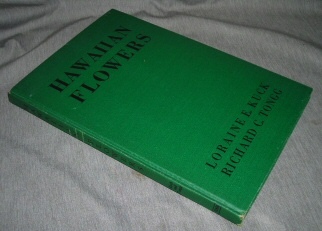 HAWAIIAN
FLOWERS
LORAINE E. KUCK
RICHARD C. TONGG